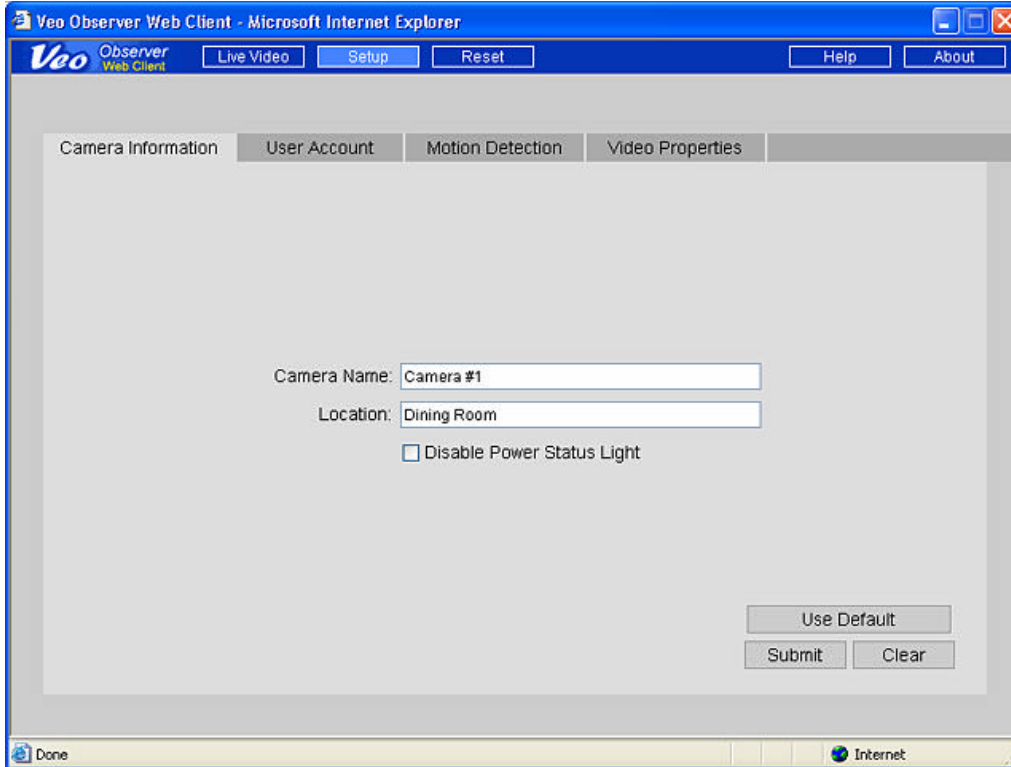 Veo Observer Web Client - Microsoft Internet Explorer
Veo Observer Web Client Live Video Setup Reset Help About
Camera Information User Account Motion Detection Video Properties
Camera Name: Camera #1
Location: Dining Room
Disable Power Status Light
Use Default
Submit Clear
Done Internet